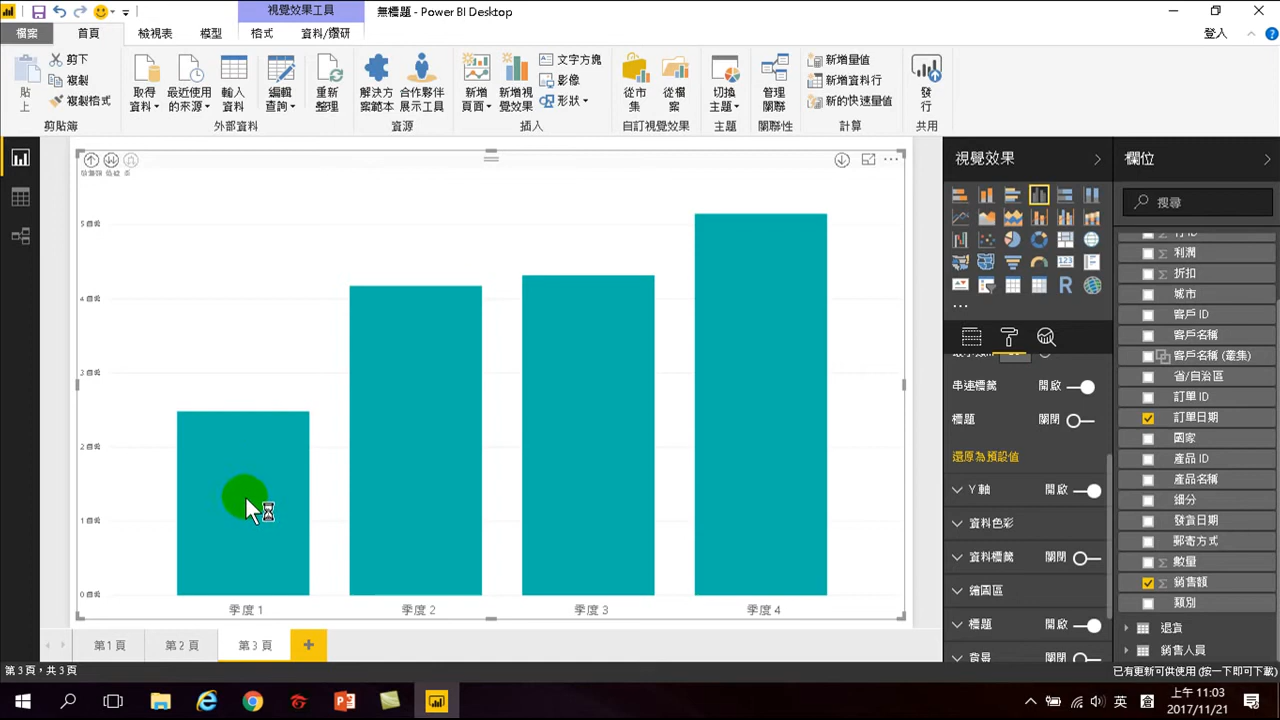 視覺效果工具
無標題 - Power BI Desktop
檔案
首頁
檢視表
模型
格式
資料/鑽研
登入
貼上
剪下
複製
複製格式
剪貼簿
取得資料
最近使用的來源
輸入資料
編輯查詢
重新整理
外部資料
解決方案範本
合作夥伴展示工具
資源
新增頁面
新增視覺效果
文字方塊
影像
形狀
插入
從市集
從檔案
自訂視覺效果
切換主題
主題
管理關聯
關聯性
新增量值
新增資料行
新的快速量值
計算
發行
共用
季度 1
季度 2
季度 3
季度 4
第1頁
第2頁
第3頁
第3頁,共3頁
視覺效果
串連標籤
開啟
標題
關閉
還原為預設值
Y 軸
開啟
資料色彩
資料標籤
關閉
繪圖區
標題
開啟
背景
關閉
欄位
搜尋
利潤
折扣
城市
客戶 ID
客戶名稱
客戶名稱 (叢集)
省/自治區
訂單 ID
訂單日期
國家
產品 ID
產品名稱
細分
發貨日期
郵寄方式
數量
銷售額
類別
退貨
銷售人員
已有更新可供使用 (按一下即可下載)
英
上午 11:03
2017/11/21